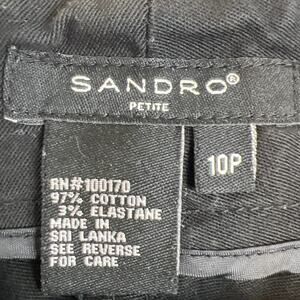 SANDRO®
PETITE
10P
RN#100170
97% COTTON
3% ELASTANE
MADE IN
SRI LANKA
SEE REVERSE
FOR CARE